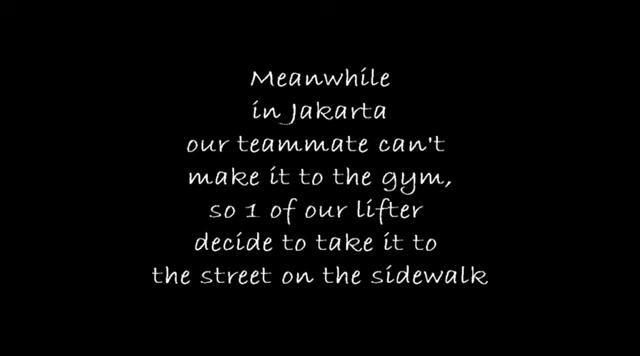 Meanwhile
in Jakarta
our teammate can't
make it to the gym,
so 1 of our lifter
decide to take it to
the street on the sidewalk